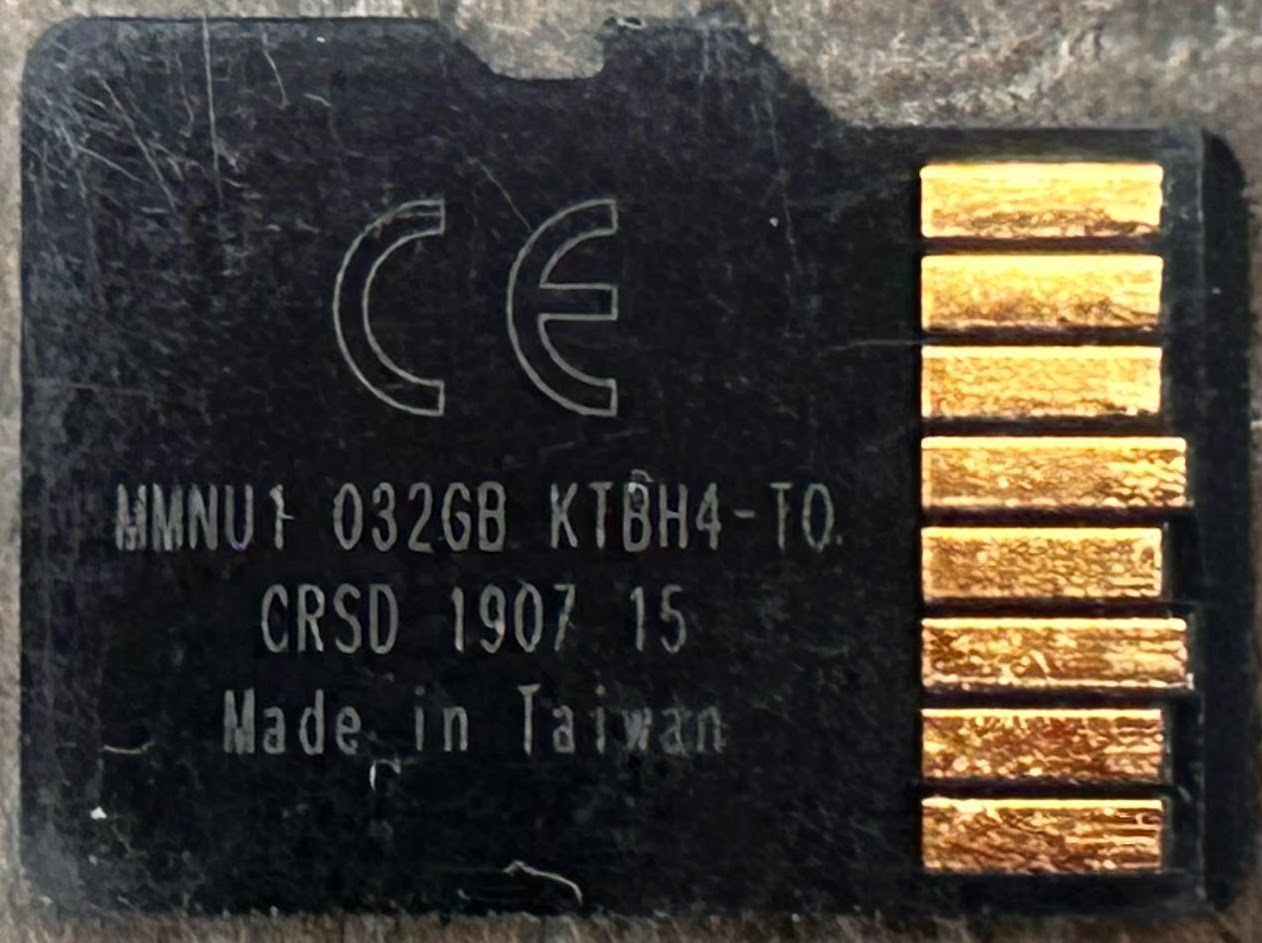 CE
MMNU1 032GB KTBH4-TO
CRSD 1907 15
Made in Taiwan